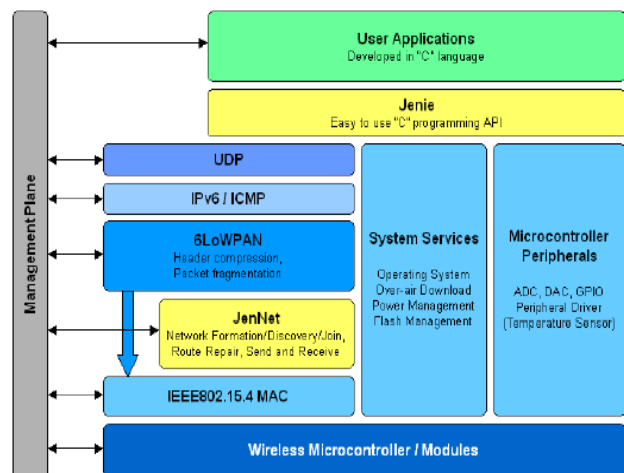 Management Plane
User Applications
Developed in "C" language
Jenie
Easy to use "C" programming API
UDP
IPv6 / ICMP
6LoWPAN
Header compression,
Packet fragmentation
JenNet
Network Formation/Discovery/Join,
Route Repair, Send and Receive
IEEE802.15.4 MAC
System Services
Operating System
Over-air Download
Power Management
Flash Management
Microcontroller
Peripherals
ADC, DAC, GPIO
Peripheral Driver
(Temperature Sensor)
Wireless Microcontroller / Modules